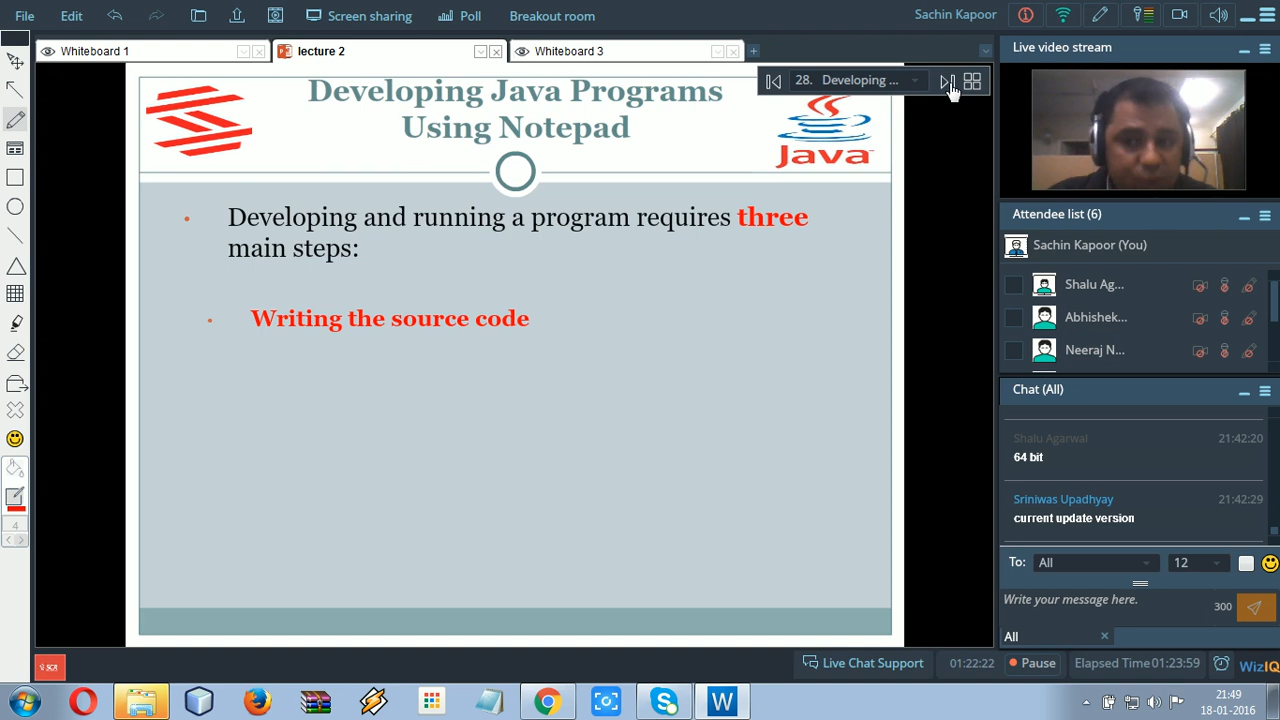 File
Edit
Screen sharing
Poll
Breakout room
Sachin Kapoor
Whiteboard 1
lecture 2
Whiteboard 3
Live video stream
28. Developing ...
Developing Java Programs
Using Notepad
Java
• Developing and running a program requires three
main steps:
• Writing the source code
Attendee list (6)
Sachin Kapoor (You)
Shalu Ag...
Abhishek...
Neeraj N...
Chat (All)
Shalu Agarwal 21:42:20
64 bit
Sriniwas Upadhyay 21:42:29
current update version
To: All 12
Write your message here. 300
All
Live Chat Support 01:22:22 Pause Elapsed Time 01:23:59 WizIQ
4
21:49
18-01-2016